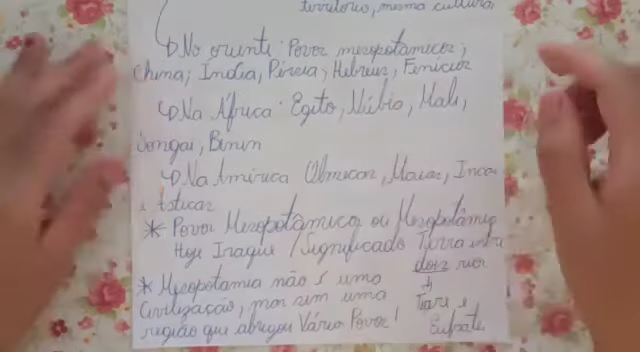 território, mesma cultura,
↳ No oriente: Povos mesopotâmicos;
China; Índia, Pérsia; Hebreus, Fenícios
↳ Na África: Egito, Núbia, Mali,
Songai, Benin
↳ Na América Olmecas, Maias, Incas
e Astecas
* Povos Mesopotâmicos ou Mesopotâmia
Hoje Iraque / Significado Terra entre
dois rios
* Mesopotamia não é uma
Civilização, mas sim uma
região que abrigou Vários Povos!
Tigre e
Eufrates